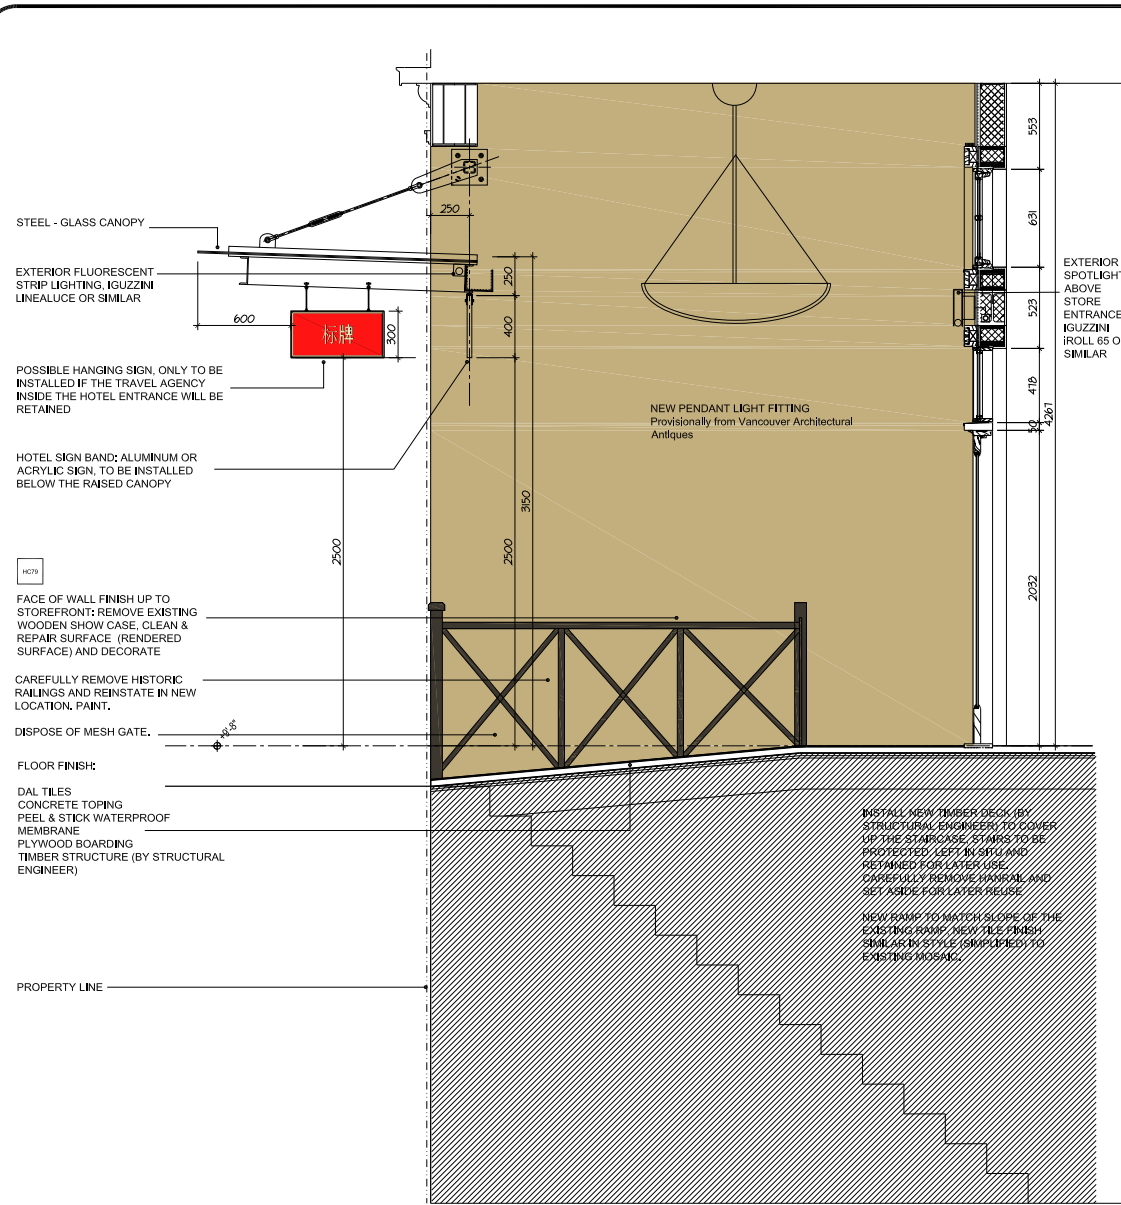 553
250
631
STEEL - GLASS CANOPY
EXTERIOR FLUORESCENT
STRIP LIGHTING, IGUZZINI
LINEALUCE OR SIMILAR
250
EXTERIOR
SPOTLIGHT
ABOVE
STORE
ENTRANCE
IGUZZINI
iROLL 65 O
SIMILAR
523
600
标牌
300
400
POSSIBLE HANGING SIGN, ONLY TO BE
INSTALLED IF THE TRAVEL AGENCY
INSIDE THE HOTEL ENTRANCE WILL BE
RETAINED
478
50
4267
NEW PENDANT LIGHT FITTING
Provisionally from Vancouver Architectural
Antiques
HOTEL SIGN BAND: ALUMINUM OR
ACRYLIC SIGN, TO BE INSTALLED
BELOW THE RAISED CANOPY
3150
2500
2500
2032
HC79
FACE OF WALL FINISH UP TO
STOREFRONT: REMOVE EXISTING
WOODEN SHOW CASE, CLEAN &
REPAIR SURFACE (RENDERED
SURFACE) AND DECORATE
CAREFULLY REMOVE HISTORIC
RAILINGS AND REINSTATE IN NEW
LOCATION. PAINT.
DISPOSE OF MESH GATE.
+9'-8"
FLOOR FINISH:
DAL TILES
CONCRETE TOPING
PEEL & STICK WATERPROOF
MEMBRANE
PLYWOOD BOARDING
TIMBER STRUCTURE (BY STRUCTURAL
ENGINEER)
INSTALL NEW TIMBER DECK (BY
STRUCTURAL ENGINEER) TO COVER
UP THE STAIRCASE, STAIRS TO BE
PROTECTED, LEFT IN SITU AND
RETAINED FOR LATER USE.
CAREFULLY REMOVE HANRAIL AND
SET ASIDE FOR LATER REUSE
NEW RAMP TO MATCH SLOPE OF THE
EXISTING RAMP, NEW TILE FINISH
SIMILAR IN STYLE (SIMPLIFIED) TO
EXISTING MOSAIC.
PROPERTY LINE